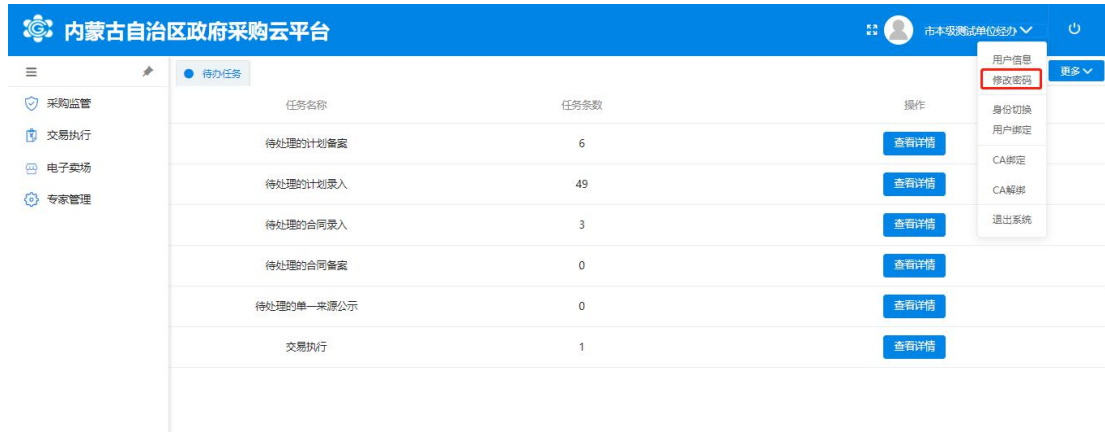 内蒙古自治区政府采购云平台
市本级测试单位经办
用户信息
修改密码
身份切换
用户绑定
CA绑定
CA解绑
退出系统
更多
待办任务
采购监管
交易执行
电子卖场
专家管理
任务名称 任务条数 操作
待处理的计划备案 6 查看详情
待处理的计划录入 49 查看详情
待处理的合同录入 3 查看详情
待处理的合同备案 0 查看详情
待处理的单一来源公示 0 查看详情
交易执行 1 查看详情